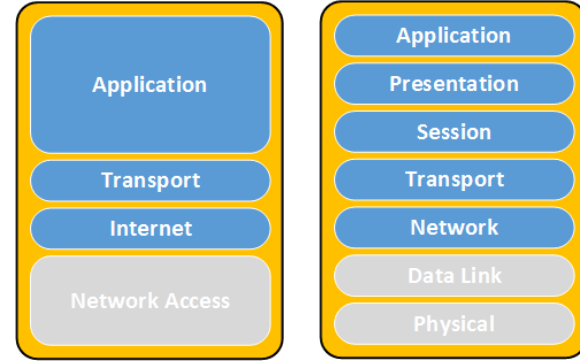 Application
Transport
Internet
Network Access
Application
Presentation
Session
Transport
Network
Data Link
Physical